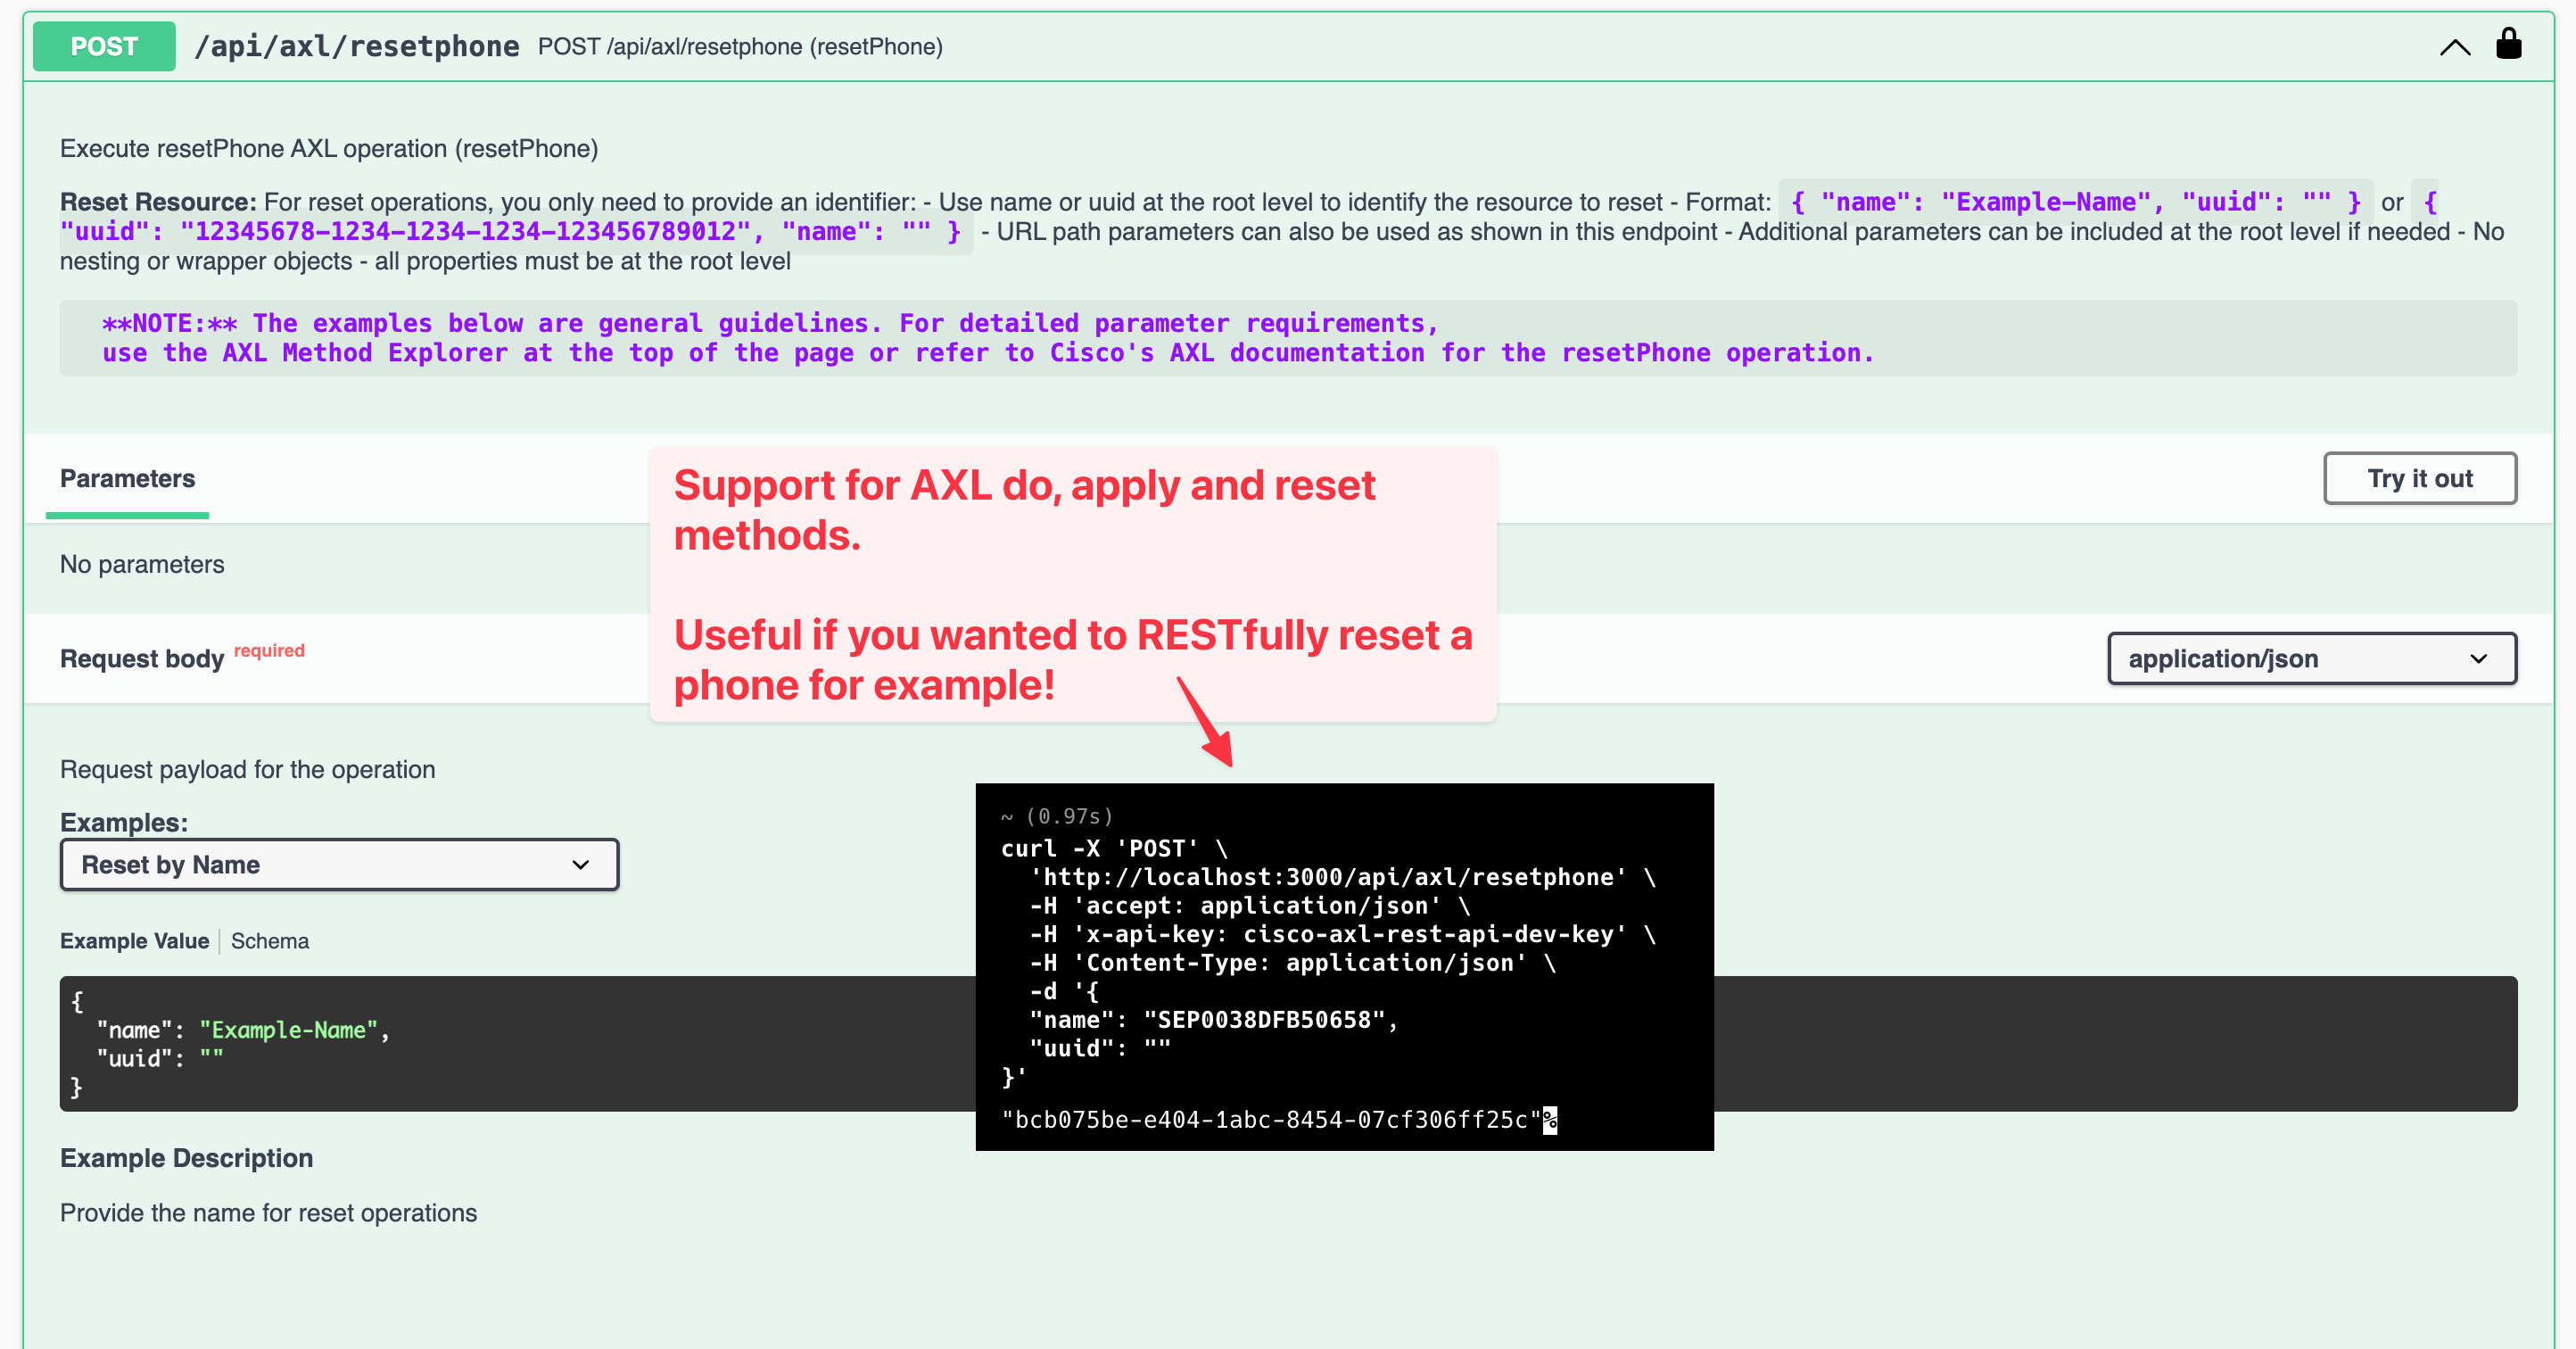 POST /api/axl/resetphone POST /api/axl/resetphone (resetPhone)
Execute resetPhone AXL operation (resetPhone)
Reset Resource: For reset operations, you only need to provide an identifier: - Use name or uuid at the root level to identify the resource to reset - Format: { "name": "Example-Name", "uuid": "" } or {
"uuid": "12345678-1234-1234-1234-123456789012", "name": "" } - URL path parameters can also be used as shown in this endpoint - Additional parameters can be included at the root level if needed - No
nesting or wrapper objects - all properties must be at the root level
**NOTE:** The examples below are general guidelines. For detailed parameter requirements,
use the AXL Method Explorer at the top of the page or refer to Cisco's AXL documentation for the resetPhone operation.
Parameters
Try it out
No parameters
Support for AXL do, apply and reset
methods.
Useful if you wanted to RESTfully reset a
phone for example!
Request body required
application/json
Request payload for the operation
Examples:
Reset by Name
Example Value Schema
{
"name": "Example-Name",
"uuid": ""
}
~ (0.97s)
curl -X 'POST' \
'http://localhost:3000/api/axl/resetphone' \
-H 'accept: application/json' \
-H 'x-api-key: cisco-axl-rest-api-dev-key' \
-H 'Content-Type: application/json' \
-d '{
"name": "SEP0038DFB50658",
"uuid": ""
}'
"bcb075be-e404-1abc-8454-07cf306ff25c"%
Example Description
Provide the name for reset operations